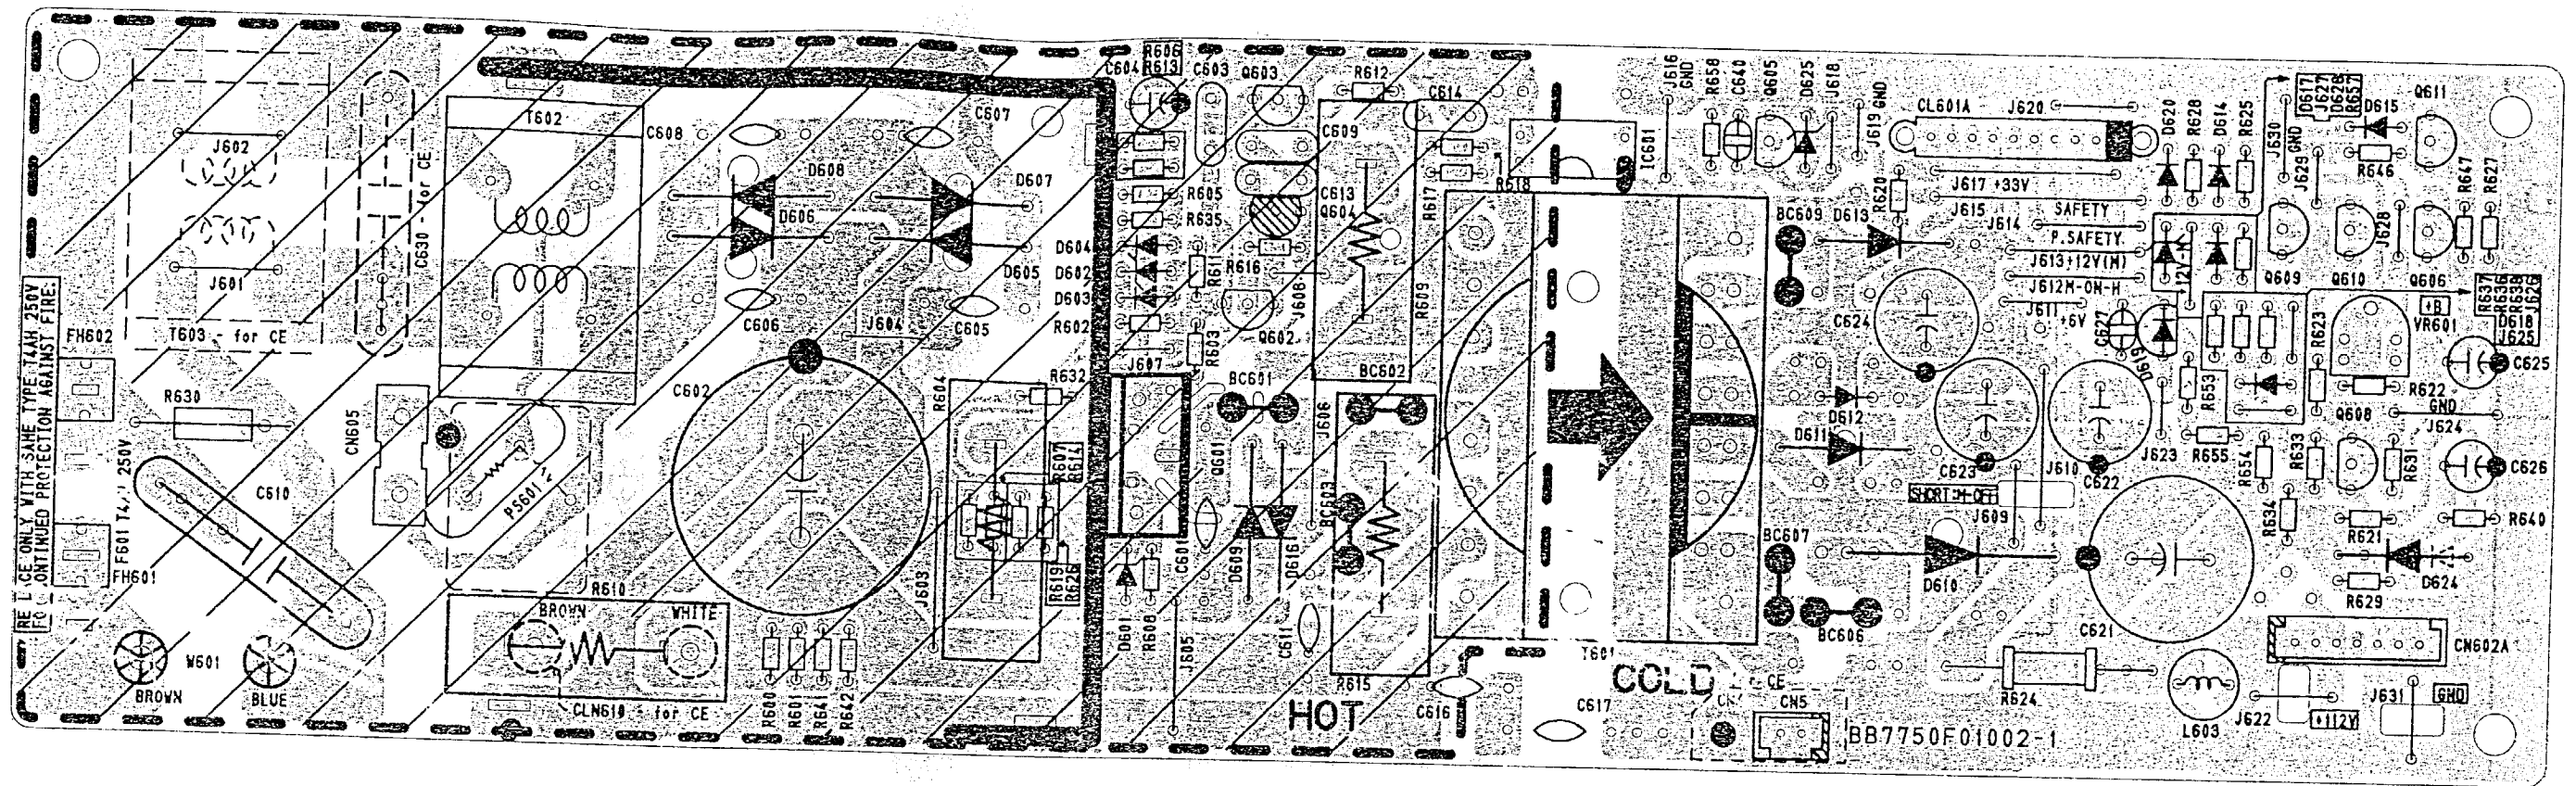 RE L CE ONLY WITH SAME TYPE T4AH 250V
FO ONTINUED PROTECTION AGAINST FIRE.
FH602
FH601
F601 T4 250V
J602
J601
T603 - for CE
C630 - for CE
R630
C610
W601
BROWN
BLUE
T602
CN605
PS601
R610
BROWN
WHITE
CLN610 - for CE
C608
C607
D608
D607
D606
D605
C606
J604
C605
C602
R600
R601
R641
R642
J603
R604
R632
R607
R614
R619
R626
R606
C604
R613
C603
Q603
R612
C614
C609
R605
C613
R635
Q604
D604
D602
D603
R602
R611
R616
J608
R609
Q602
R603
J607
BC601
BC602
J606
Q601
BC603
C601
D609
D616
D601
R608
J605
C611
R615
HOT
R617
R618
IC601
J616
GND
R658
C640
Q605
D625
J618
J619 GND
CL601A
J620
D620
R628
D614
R625
J630
GND
J629
D617
J627
D628
R657
D615
Q611
R646
R647
R627
J617 +33V
J615
SAFETY
J614
P.SAFETY
J613+12V(M)
J612M-ON-H
J611
+6V
R620
BC609
D613
C624
C627
D619
Q609
Q610
J628
Q606
R637
R636
R638
J626
+B
VR601
D618
J625
R623
C625
R622
R653
D612
D611
C623
J610
C622
J623
R655
R654
R633
Q608
R631
GND
J624
C626
SHORT:M-OFF
J609
R634
R640
R621
D624
R629
BC607
BC606
D610
C621
CN602A
T601
COLD
C616
C617
CE
CN5
BB7750F01002-1
R624
L603
J622
+112V
J631
GND